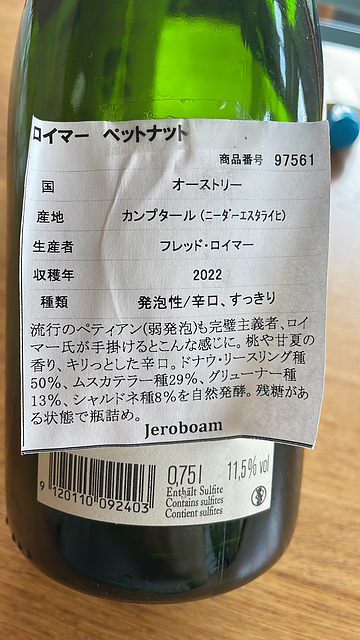 ロイマー ペットナット
商品番号 97561
国 オーストリー
産地 カンプタール (ニーダーエスタライヒ)
生産者 フレッド・ロイマー
収穫年 2022
種類 発泡性/辛口、すっきり
流行のペティアン(弱発泡)も完璧主義者、ロイ
マー氏が手掛けるとこんな感じに。桃や甘夏の
香り、キリっとした辛口。ドナウ・リースリング種
50%、ムスカテラー種29%、グリューナー種
13%、シャルドネ種8%を自然発酵。残糖があ
る状態で瓶詰め。
Jeroboam
9 120110 092403
0,75 l 11,5% vol
Enthält Sulfite
Contains sulfites
Contient sulfites